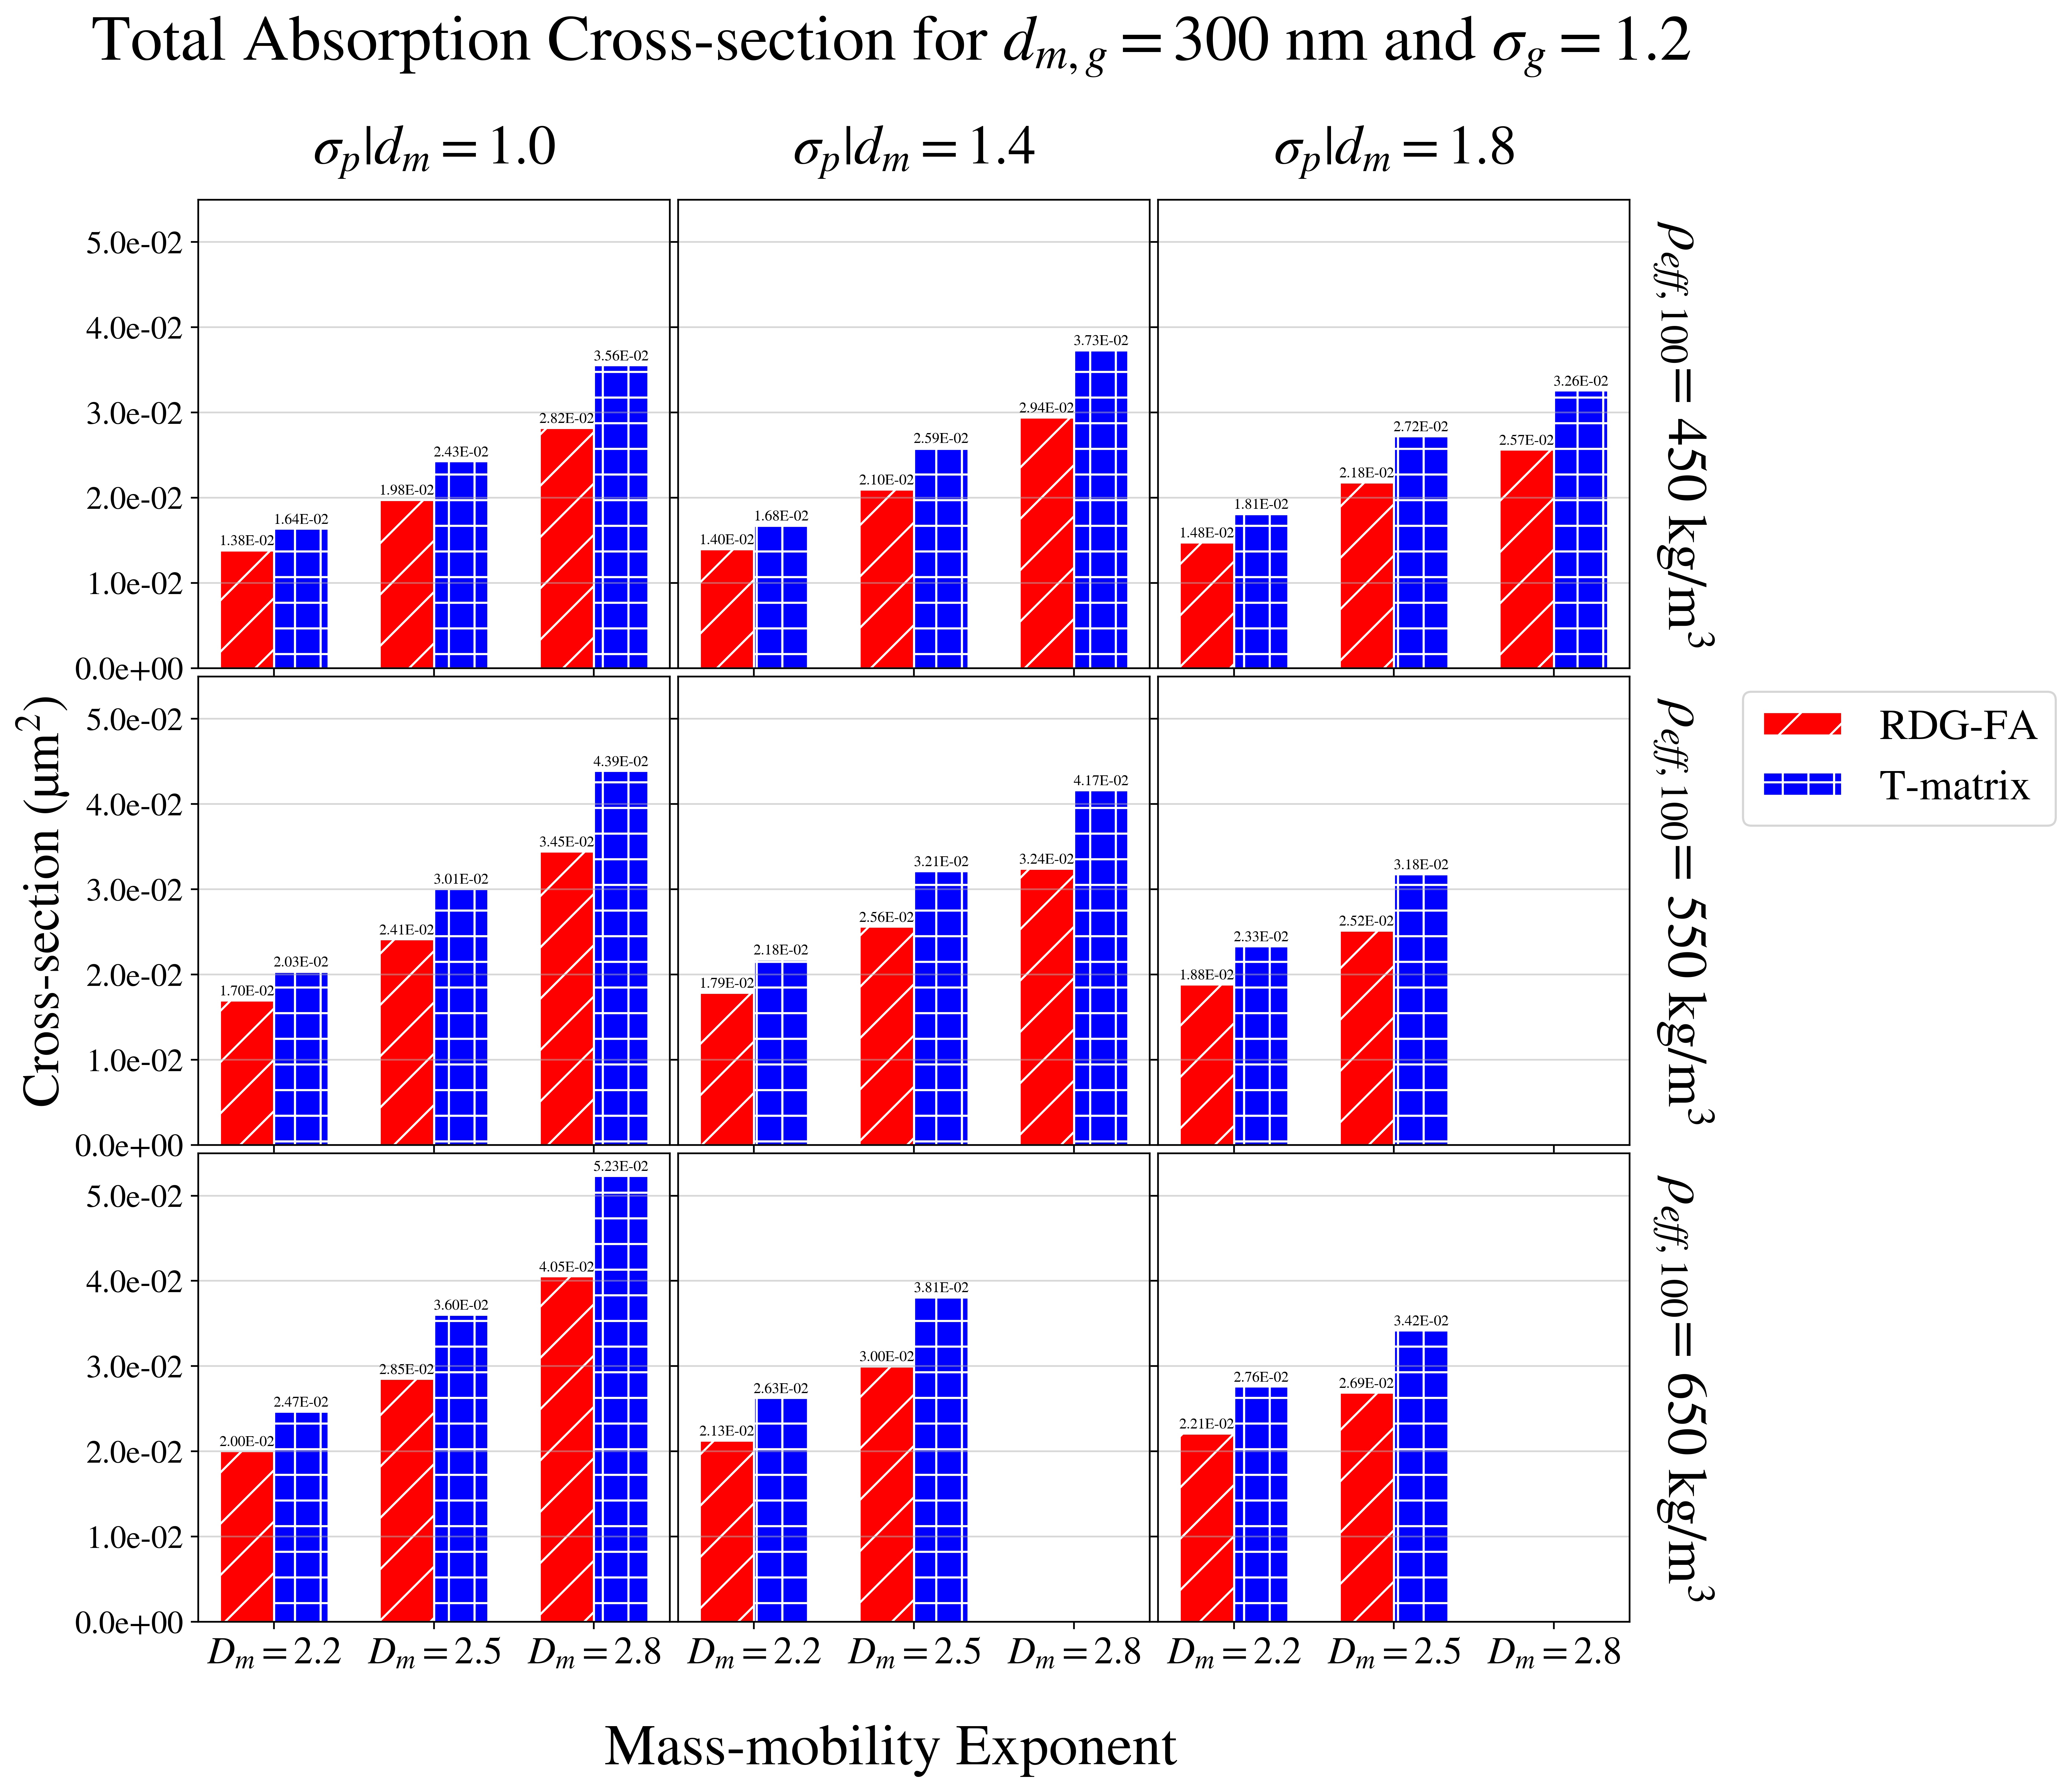 Total Absorption Cross-section for d_{m,g} = 300 nm and σ_g = 1.2
σ_p|d_m = 1.0
σ_p|d_m = 1.4
σ_p|d_m = 1.8
Cross-section (μm²)
5.0e-02
4.0e-02
3.0e-02
2.0e-02
1.0e-02
0.0e+00
1.38E-02
1.64E-02
1.98E-02
2.43E-02
2.82E-02
3.56E-02
1.40E-02
1.68E-02
2.10E-02
2.59E-02
2.94E-02
3.73E-02
1.48E-02
1.81E-02
2.18E-02
2.72E-02
2.57E-02
3.26E-02
ρ_{eff, 100} = 450 kg/m³
5.0e-02
4.0e-02
3.0e-02
2.0e-02
1.0e-02
0.0e+00
1.70E-02
2.03E-02
2.41E-02
3.01E-02
3.45E-02
4.39E-02
1.79E-02
2.18E-02
2.56E-02
3.21E-02
3.24E-02
4.17E-02
1.88E-02
2.33E-02
2.52E-02
3.18E-02
ρ_{eff, 100} = 550 kg/m³
RDG-FA
T-matrix
5.0e-02
4.0e-02
3.0e-02
2.0e-02
1.0e-02
0.0e+00
2.00E-02
2.47E-02
2.85E-02
3.60E-02
4.05E-02
5.23E-02
2.13E-02
2.63E-02
3.00E-02
3.81E-02
2.21E-02
2.76E-02
2.69E-02
3.42E-02
ρ_{eff, 100} = 650 kg/m³
D_m = 2.2
D_m = 2.5
D_m = 2.8
D_m = 2.2
D_m = 2.5
D_m = 2.8
D_m = 2.2
D_m = 2.5
D_m = 2.8
Mass-mobility Exponent